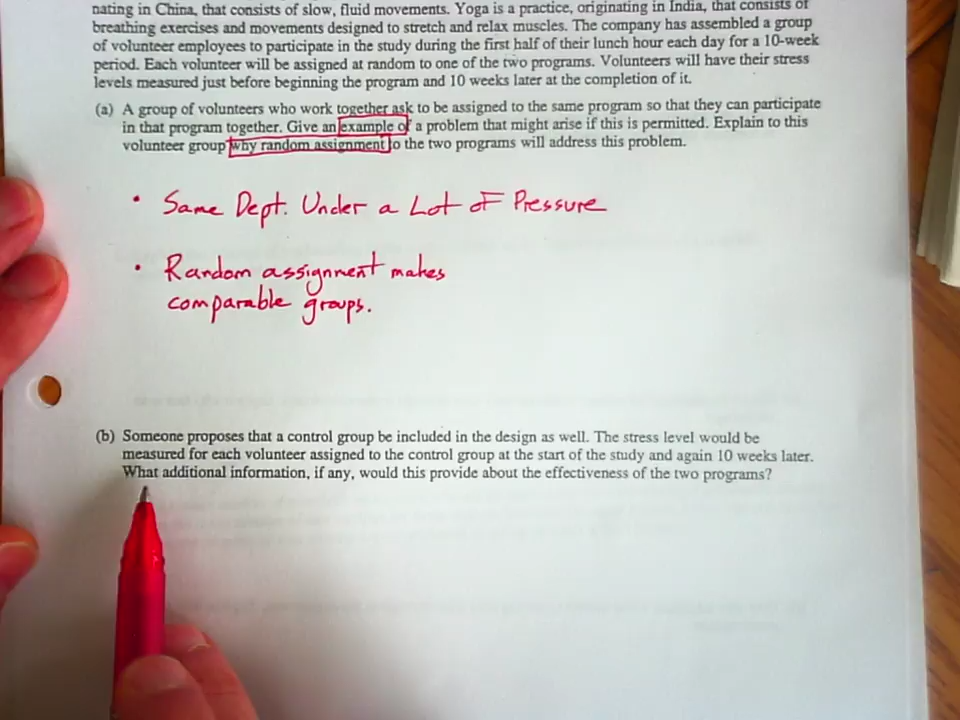 nating in China, that consists of slow, fluid movements. Yoga is a practice, originating in India, that consists of
breathing exercises and movements designed to stretch and relax muscles. The company has assembled a group
of volunteer employees to participate in the study during the first half of their lunch hour each day for a 10-week
period. Each volunteer will be assigned at random to one of the two programs. Volunteers will have their stress
levels measured just before beginning the program and 10 weeks later at the completion of it.
(a) A group of volunteers who work together ask to be assigned to the same program so that they can participate
in that program together. Give an example of a problem that might arise if this is permitted. Explain to this
volunteer group why random assignment to the two programs will address this problem.
• Same Dept. Under a Lot of Pressure
• Random assignment makes
comparable groups.
(b) Someone proposes that a control group be included in the design as well. The stress level would be
measured for each volunteer assigned to the control group at the start of the study and again 10 weeks later.
What additional information, if any, would this provide about the effectiveness of the two programs?